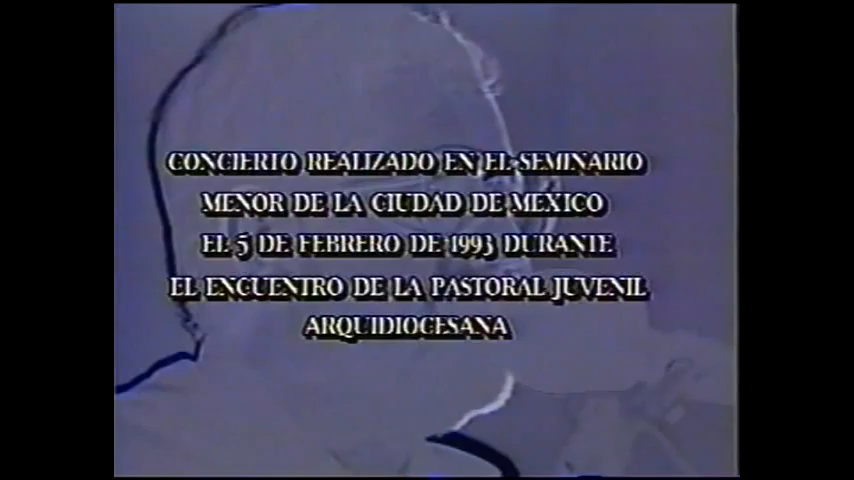 CONCIERTO REALIZADO EN EL SEMINARIO
MENOR DE LA CIUDAD DE MEXICO
EL 5 DE FEBRERO DE 1993 DURANTE
EL ENCUENTRO DE LA PASTORAL JUVENIL
ARQUIDIOCESANA